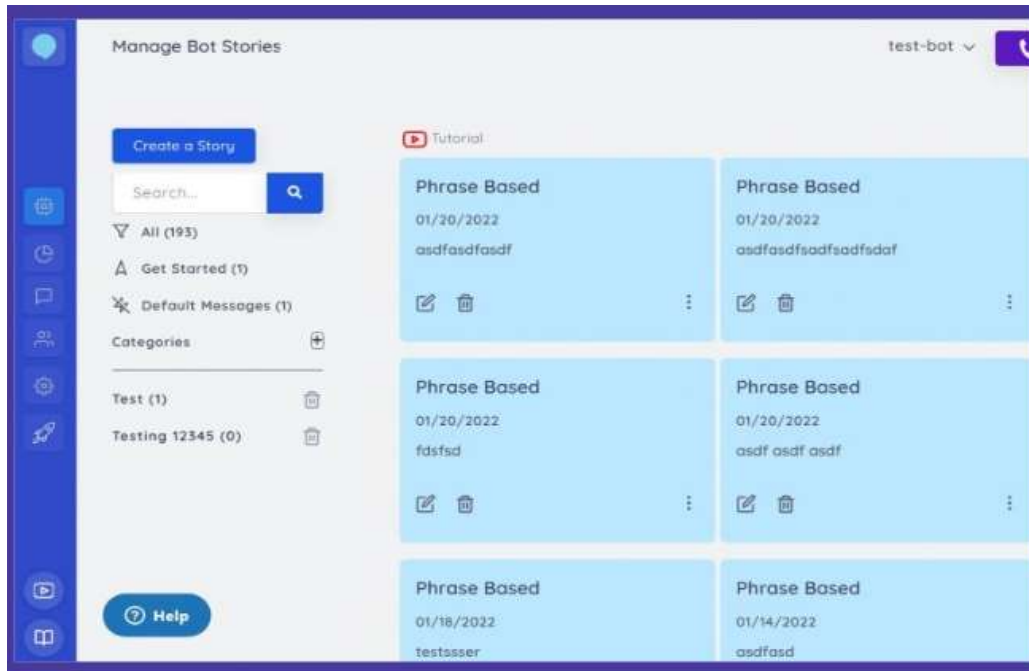 Manage Bot Stories
test-bot
Create a Story
Search...
All (193)
Get Started (1)
Default Messages (1)
Categories
Test (1)
Testing 12345 (0)
Help
Tutorial
Phrase Based
01/20/2022
asdfasdfasdf
Phrase Based
01/20/2022
asdfasdfsadfsadfsdaf
Phrase Based
01/20/2022
fdsfsd
Phrase Based
01/20/2022
asdf asdf asdf
Phrase Based
01/18/2022
testsser
Phrase Based
01/14/2022
asdfasd